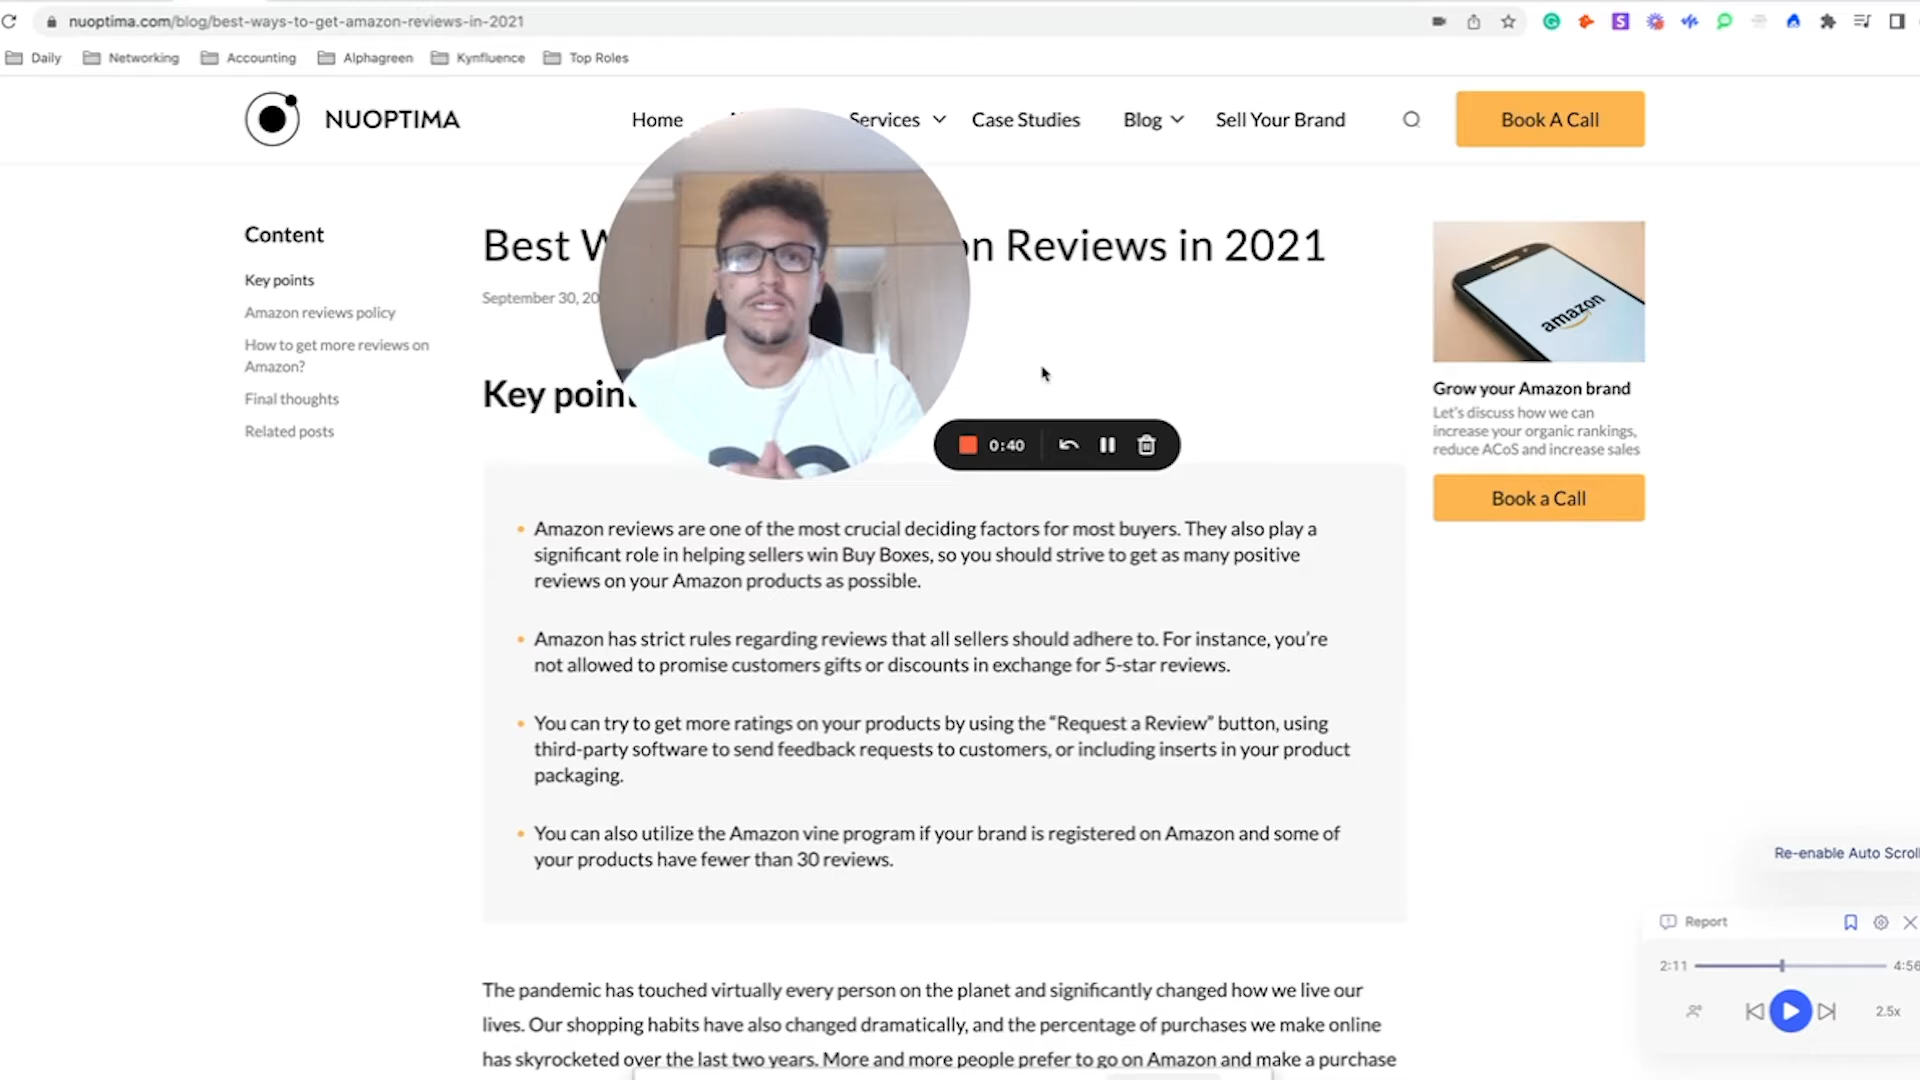 nuoptima.com/blog/best-ways-to-get-amazon-reviews-in-2021
Daily
Networking
Accounting
Alphagreen
Kynfluence
Top Roles
NUOPTIMA
Home
Services
Case Studies
Blog
Sell Your Brand
Book A Call
Content
Key points
Amazon reviews policy
How to get more reviews on
Amazon?
Final thoughts
Related posts
Best
Reviews in 2021
September 30,
Key
0:40
• Amazon reviews are one of the most crucial deciding factors for most buyers. They also play a
significant role in helping sellers win Buy Boxes, so you should strive to get as many positive
reviews on your Amazon products as possible.
• Amazon has strict rules regarding reviews that all sellers should adhere to. For instance, you’re
not allowed to promise customers gifts or discounts in exchange for 5-star reviews.
• You can try to get more ratings on your products by using the “Request a Review” button, using
third-party software to send feedback requests to customers, or including inserts in your product
packaging.
• You can also utilize the Amazon vine program if your brand is registered on Amazon and some of
your products have fewer than 30 reviews.
The pandemic has touched virtually every person on the planet and significantly changed how we live our
lives. Our shopping habits have also changed dramatically, and the percentage of purchases we make online
has skyrocketed over the last two years. More and more people prefer to go on Amazon and make a purchase
amazon
Grow your Amazon brand
Let's discuss how we can
increase your organic rankings,
reduce ACoS and increase sales
Book a Call
Re-enable Auto Scroll
Report
2:11
4:56
2.5x